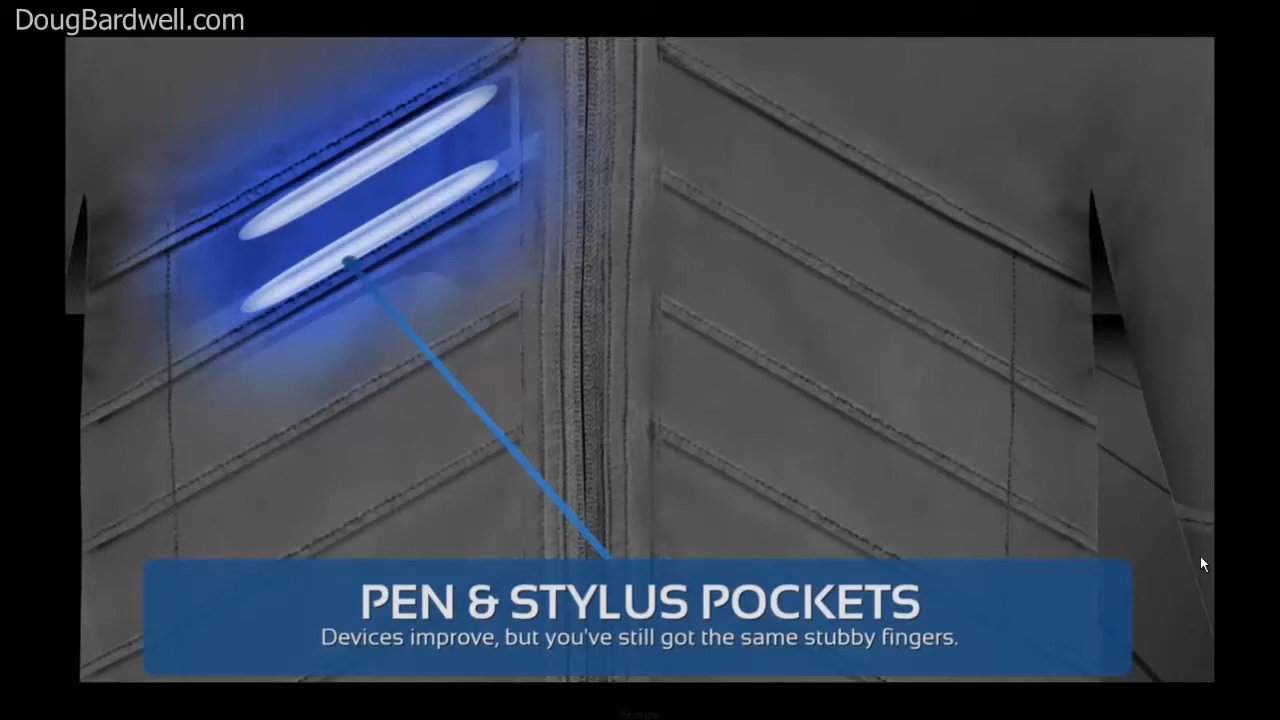 DougBardwell.com
PEN & STYLUS POCKETS
Devices improve, but you've still got the same stubby fingers.